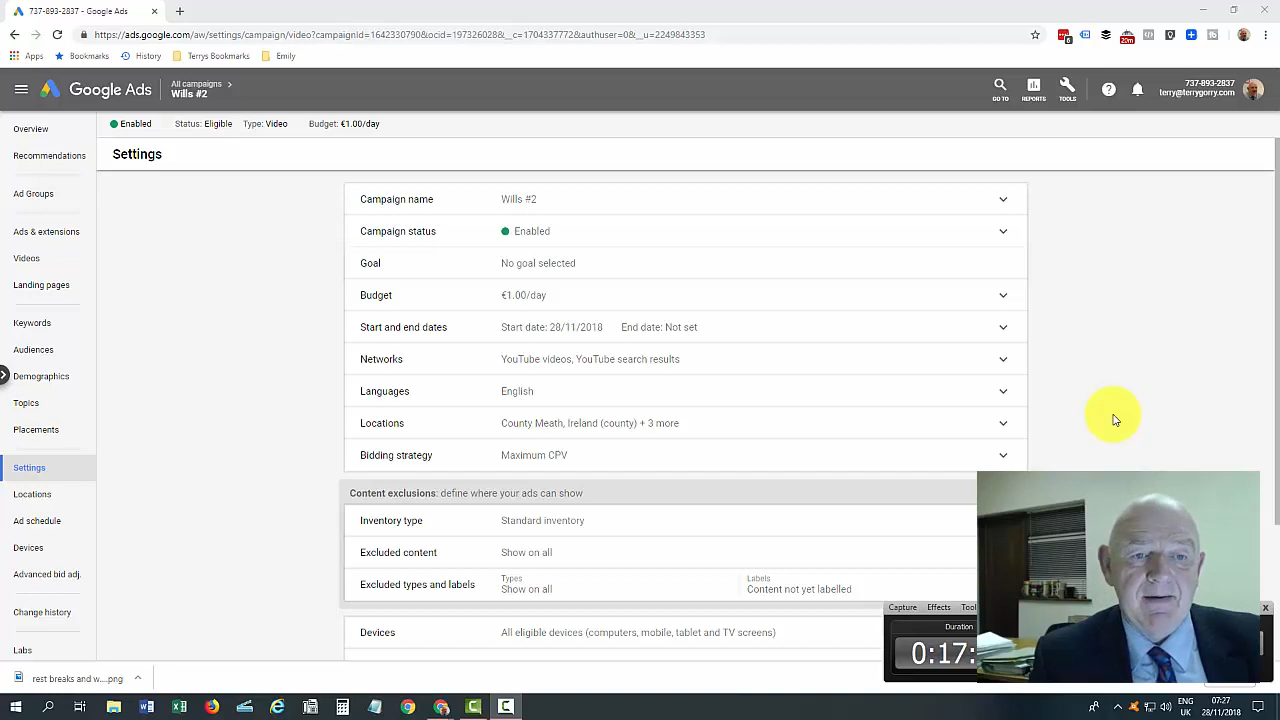 737-893-2837 - Google Ads
https://ads.google.com/aw/settings/campaign/video?campaignId=1642330790&ocid=197326028&__c=1704337772&authuser=0&__u=2249843353
6
20m
Apps
Bookmarks
History
Terrys Bookmarks
Emily
Google Ads
All campaigns
Wills #2
GO TO
REPORTS
TOOLS
737-893-2837
terry@terrygorry.com
Enabled
Status: Eligible
Type: Video
Budget: €1.00/day
Overview
Recommendations
Ad Groups
Ads & extensions
Videos
Landing pages
Keywords
Audiences
Demographics
Topics
Placements
Settings
Locations
Ad schedule
Devices
Advanced bid adj.
Change history
Labs
Settings
Campaign name Wills #2
Campaign status Enabled
Goal No goal selected
Budget €1.00/day
Start and end dates Start date: 28/11/2018 End date: Not set
Networks YouTube videos, YouTube search results
Languages English
Locations County Meath, Ireland (county) + 3 more
Bidding strategy Maximum CPV
Content exclusions: define where your ads can show
Inventory type Standard inventory
Excluded content Show on all
Excluded types and labels
Types
Show on all
Labels
Content not yet labelled
Devices All eligible devices (computers, mobile, tablet and TV screens)
Capture Effects
Duration
0:17:
rest breaks and w....png
ENG
UK
07:27
28/11/2018